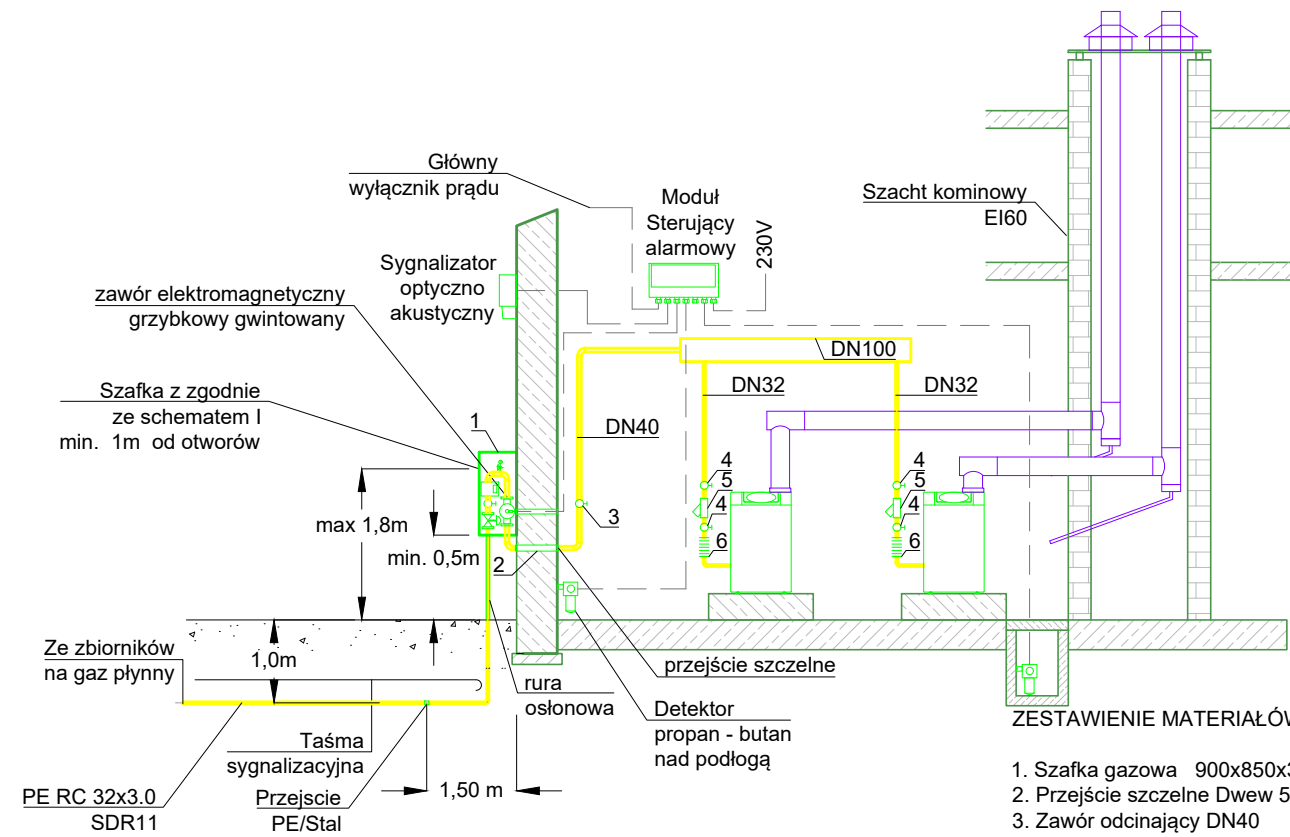 Główny
wyłącznik prądu
Moduł
Sterujący
alarmowy
230V
Szacht kominowy
EI60
Sygnalizator
optyczno
akustyczny
zawór elektromagnetyczny
grzybkowy gwintowany
DN100
DN32
DN32
Szafka z zgodnie
ze schematem I
min. 1m od otworów
1
DN40
4
5
4
6
4
5
4
6
3
max 1,8m
min. 0,5m
2
Ze zbiorników
na gaz płynny
1,0m
przejście szczelne
rura
osłonowa
Detektor
propan - butan
nad podłogą
Taśma
sygnalizacyjna
1,50 m
PE RC 32x3.0
SDR11
Przejscie
PE/Stal
ZESTAWIENIE MATERIAŁÓW
1. Szafka gazowa 900x850x3
2. Przejście szczelne Dwew 5
3. Zawór odcinający DN40